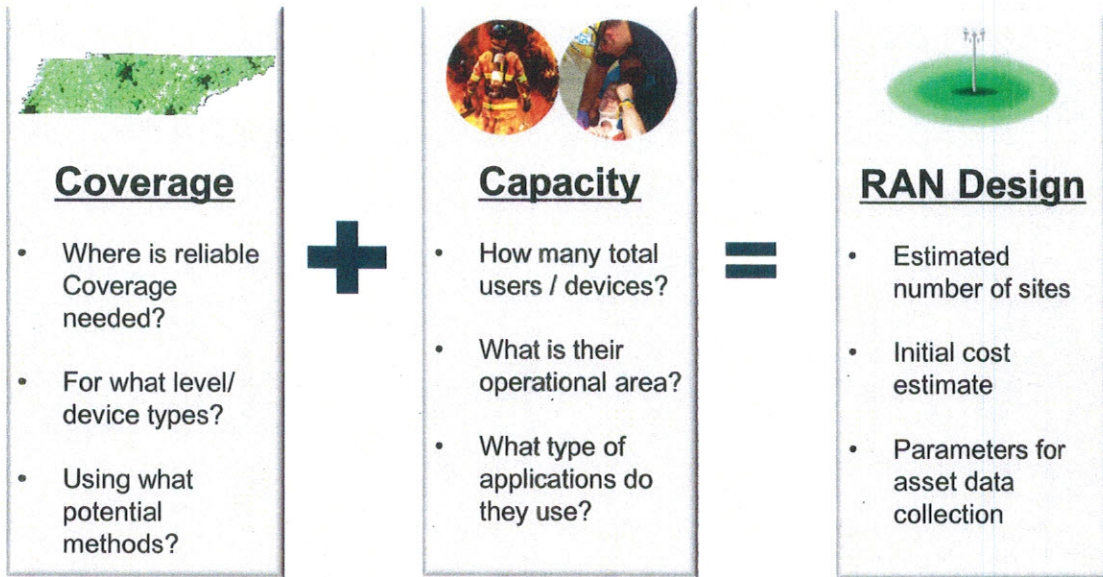 Coverage
• Where is reliable
Coverage
needed?
• For what level/
device types?
• Using what
potential
methods?
+
Capacity
• How many total
users / devices?
• What is their
operational area?
• What type of
applications do
they use?
=
RAN Design
• Estimated
number of sites
• Initial cost
estimate
• Parameters for
asset data
collection